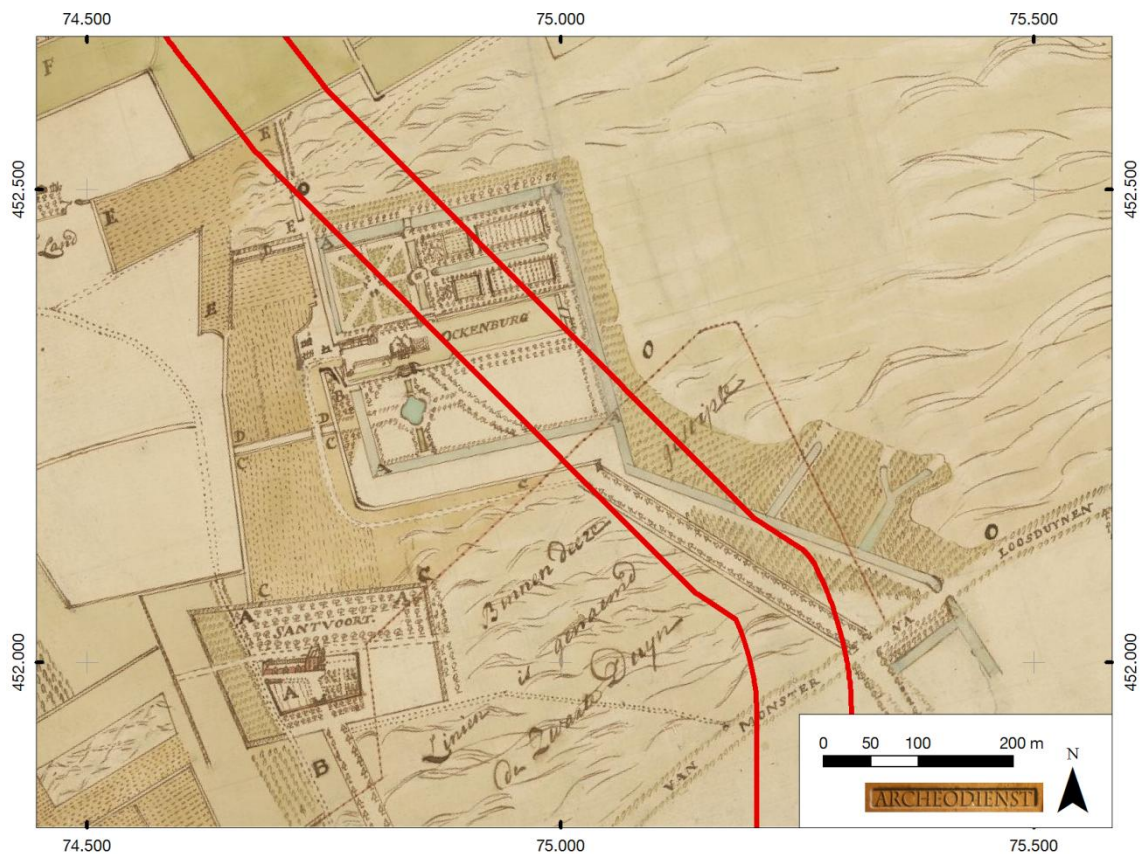 74.500
75.000
75.500
452.500
452.500
F
E
E
Land
E
E
D
A
OCKENBURG
B
D
D
C
C
A
c
gestripte
O
O
LOOSDUYNEN
C
A
A
SANTVOORT.
A
B
Binnen deeze
Linien is genaamd
de Zwarte Duyn
A
VAN
MONSTER
452.000
452.000
0 50 100 200 m
N
ARCHEODIENST
74.500
75.000
75.500